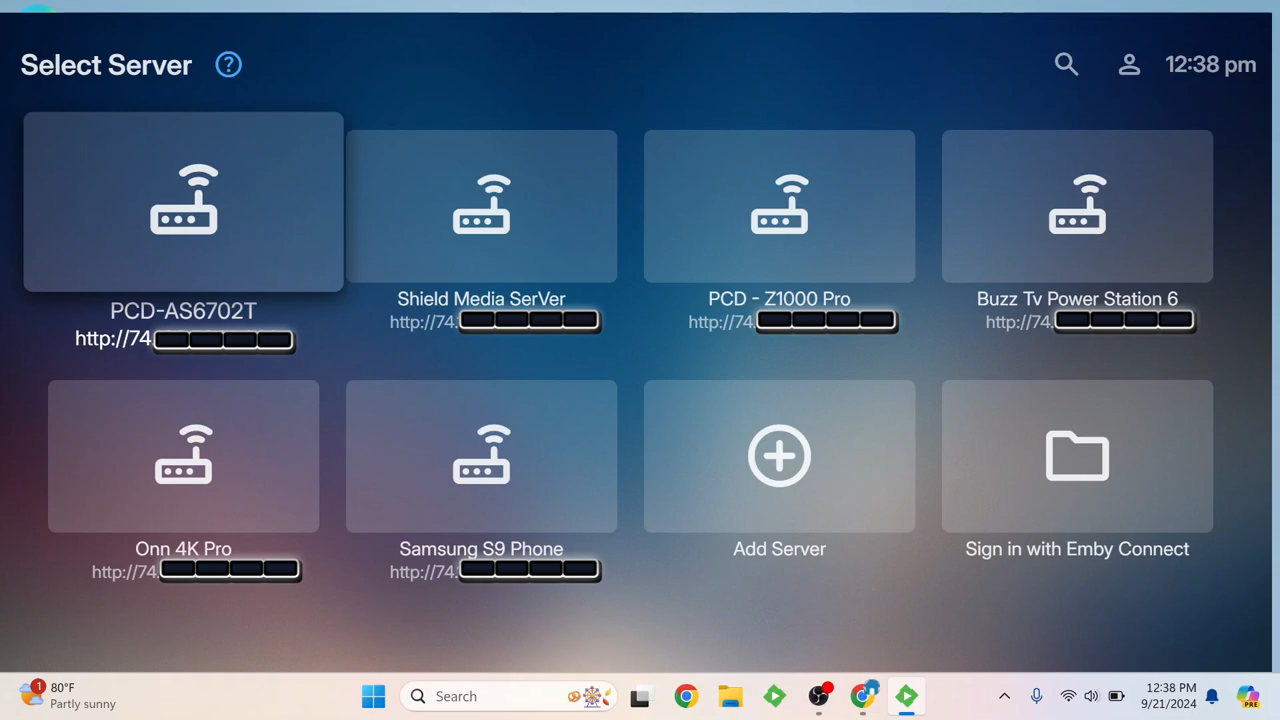 Select Server
?
12:38 pm
PCD-AS6702T
http://74
Shield Media SerVer
http://74.
PCD - Z1000 Pro
http://74.
Buzz Tv Power Station 6
http://74.
Onn 4K Pro
http://74.
Samsung S9 Phone
http://74.
Add Server
Sign in with Emby Connect
1
80°F
Partly sunny
Search
12:38 PM
9/21/2024
PRE